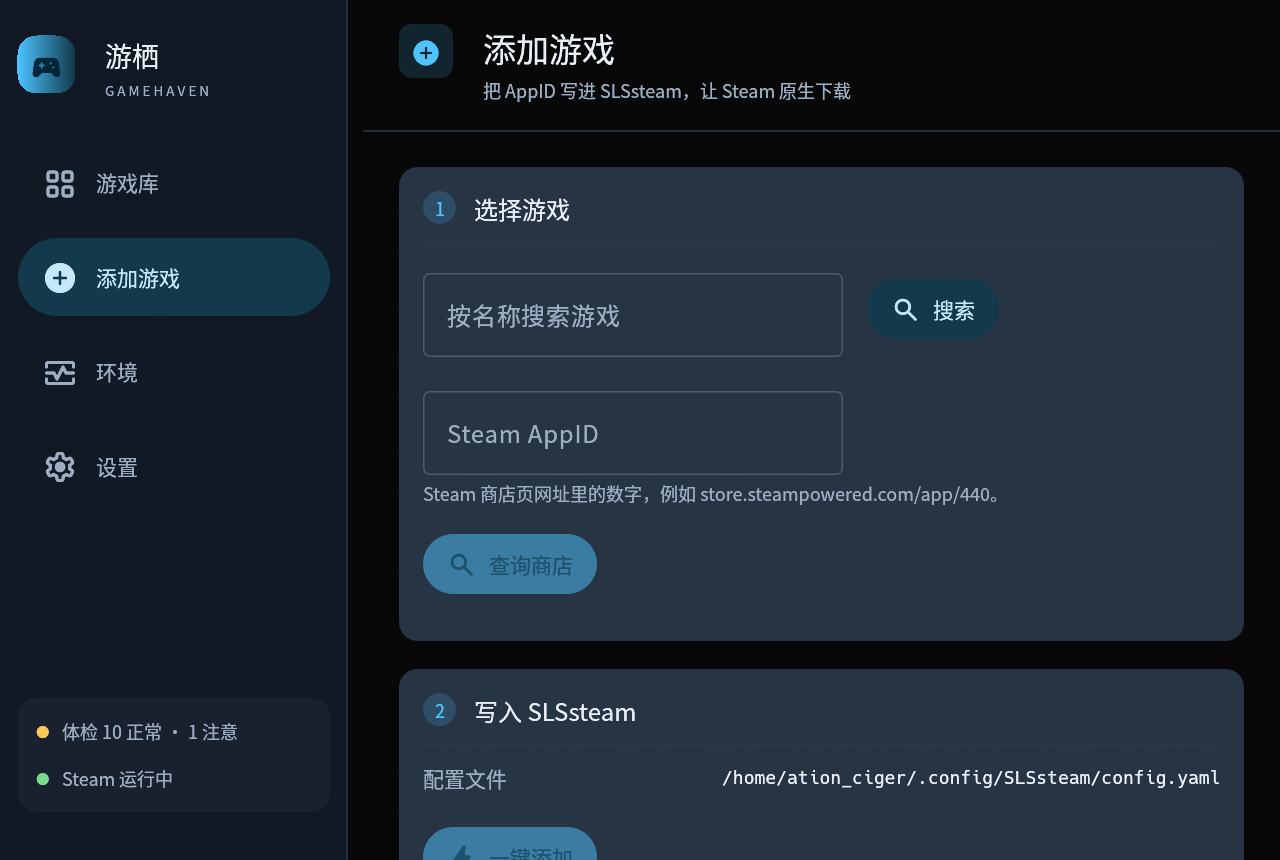 游栖
GAMEHAVEN
游戏库
添加游戏
环境
设置
体检 10 正常 · 1 注意
Steam 运行中
添加游戏
把 AppID 写进 SLSsteam，让 Steam 原生下载
1 选择游戏
按名称搜索游戏
搜索
Steam AppID
Steam 商店页网址里的数字，例如 store.steampowered.com/app/440。
查询商店
2 写入 SLSsteam
配置文件 /home/ation_ciger/.config/SLSsteam/config.yaml
一键添加